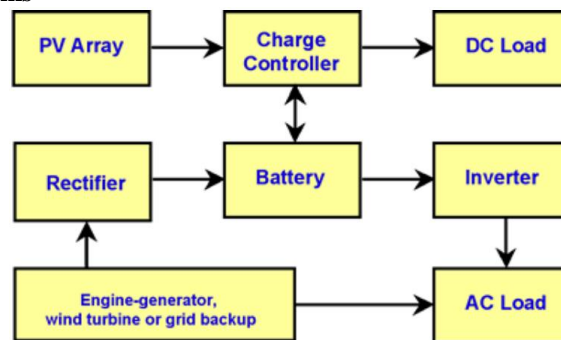 PV Array
Charge
Controller
DC Load
Rectifier
Battery
Inverter
Engine-generator,
wind turbine or grid backup
AC Load